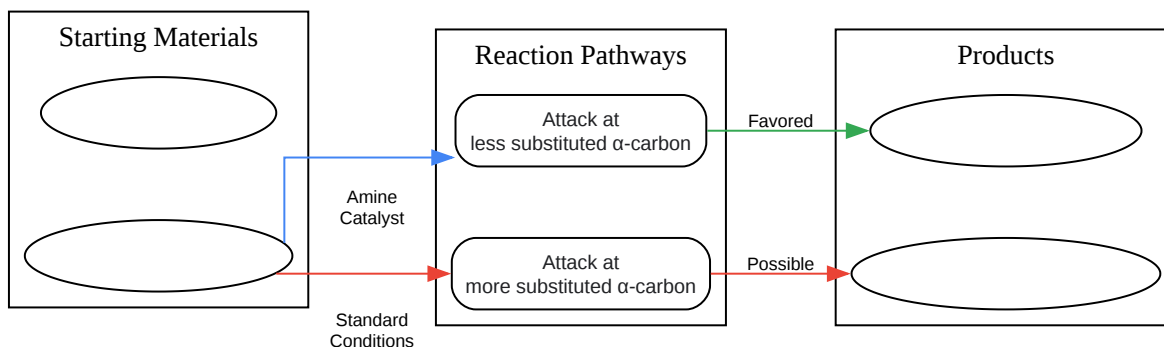 Starting Materials
Amine
Catalyst
Standard
Conditions
Reaction Pathways
Attack at
less substituted α-carbon
Attack at
more substituted α-carbon
Favored
Possible
Products